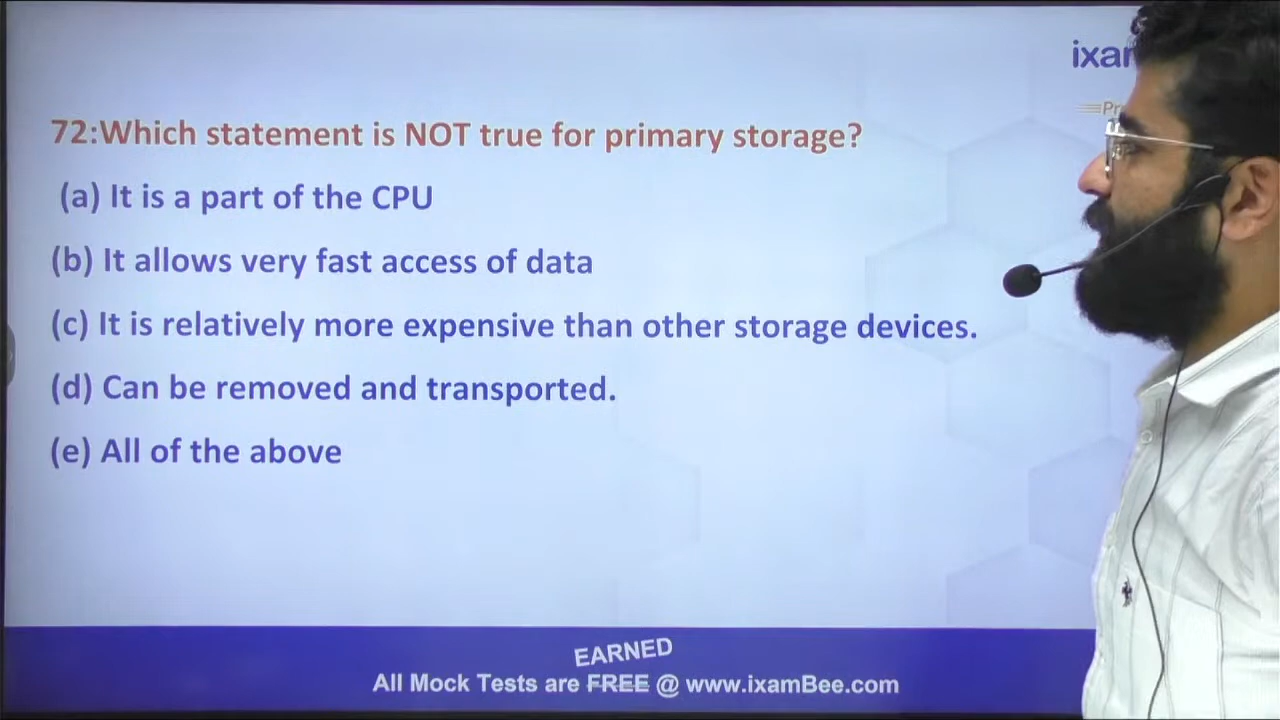 ixam
Pr
72:Which statement is NOT true for primary storage?
(a) It is a part of the CPU
(b) It allows very fast access of data
(c) It is relatively more expensive than other storage devices.
(d) Can be removed and transported.
(e) All of the above
EARNED
All Mock Tests are FREE @ www.ixamBee.com